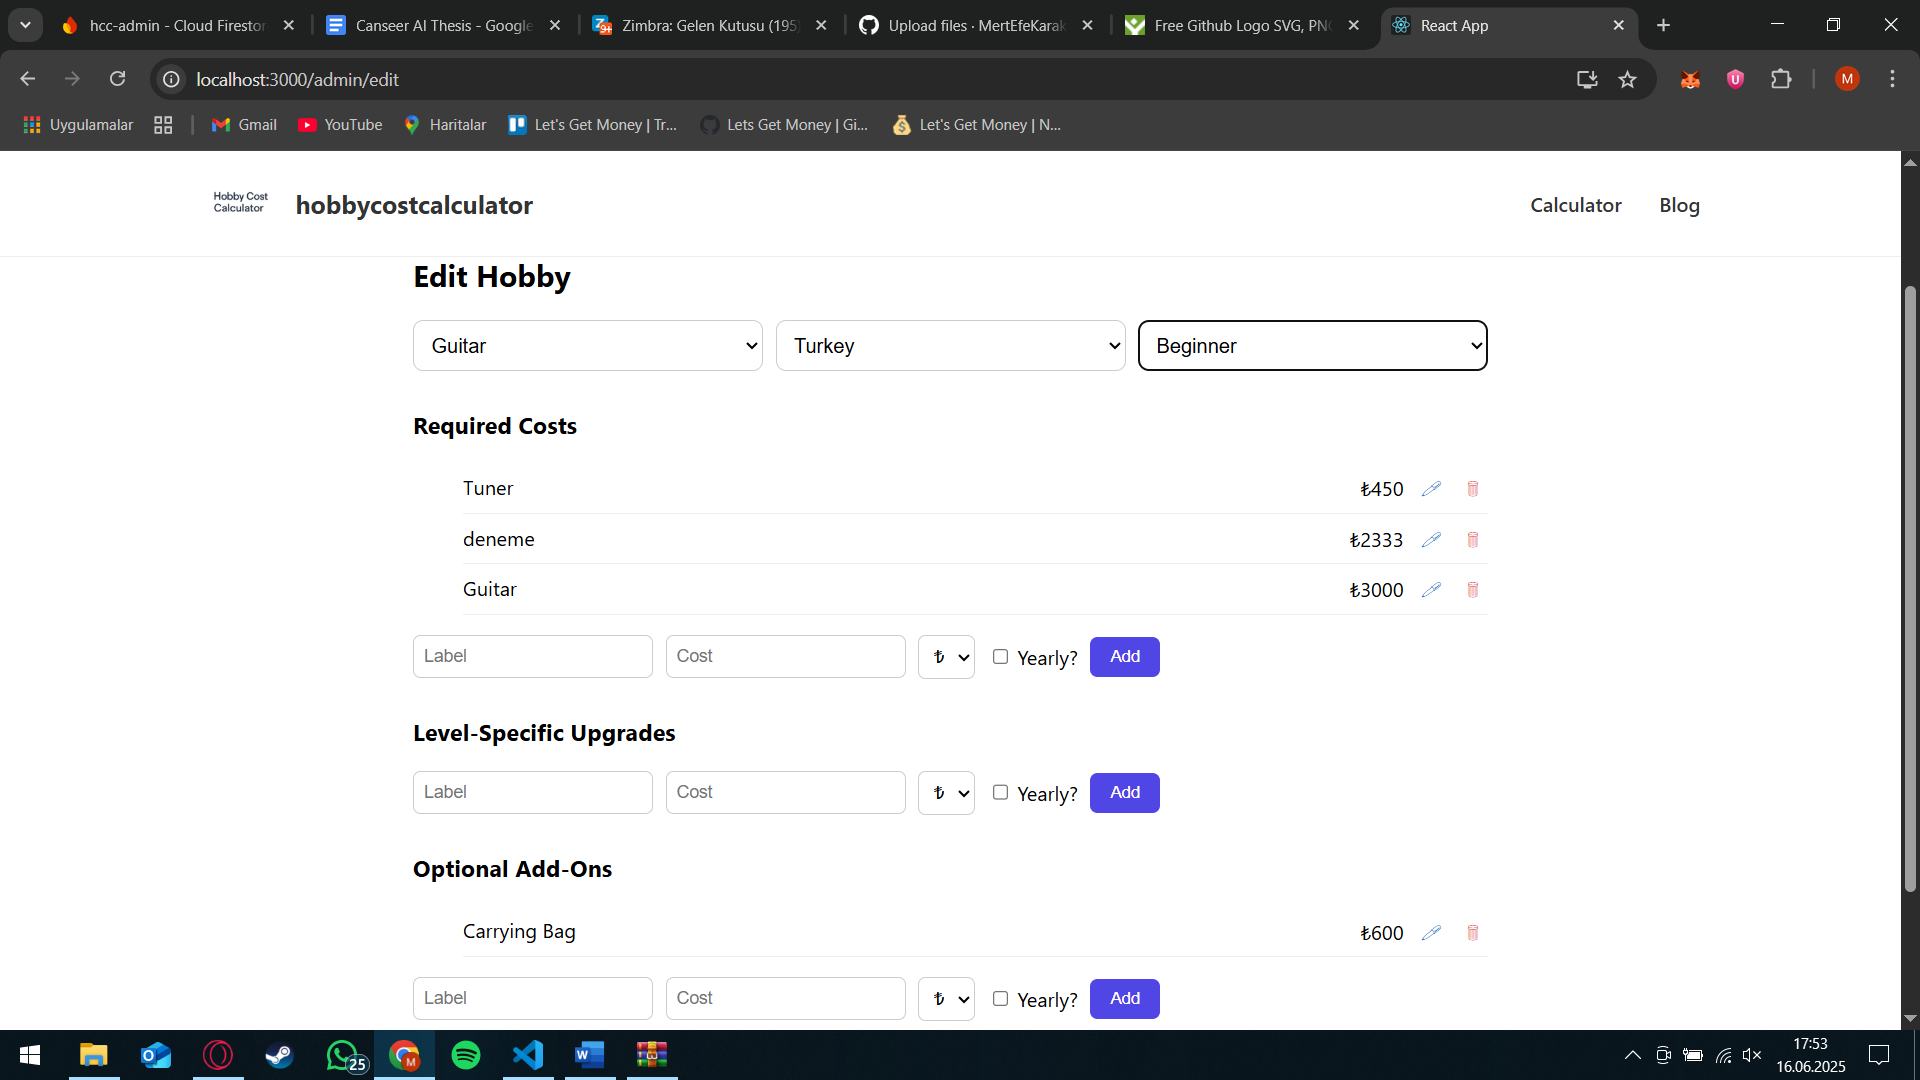 hcc-admin - Cloud Firestor
Canseer AI Thesis - Google
Zimbra: Gelen Kutusu (195)
Upload files · MertEfeKarak
Free Github Logo SVG, PN
React App
localhost:3000/admin/edit
M
Uygulamalar
Gmail
YouTube
Haritalar
Let's Get Money | Tr...
Lets Get Money | Gi...
Let's Get Money | N...
Hobby Cost
Calculator
hobbycostcalculator
Calculator
Blog
Edit Hobby
Guitar
Turkey
Beginner
Required Costs
Tuner
₺450
deneme
₺2333
Guitar
₺3000
Label
Cost
₺
Yearly?
Add
Level-Specific Upgrades
Label
Cost
₺
Yearly?
Add
Optional Add-Ons
Carrying Bag
₺600
Label
Cost
₺
Yearly?
Add
25
17:53
16.06.2025